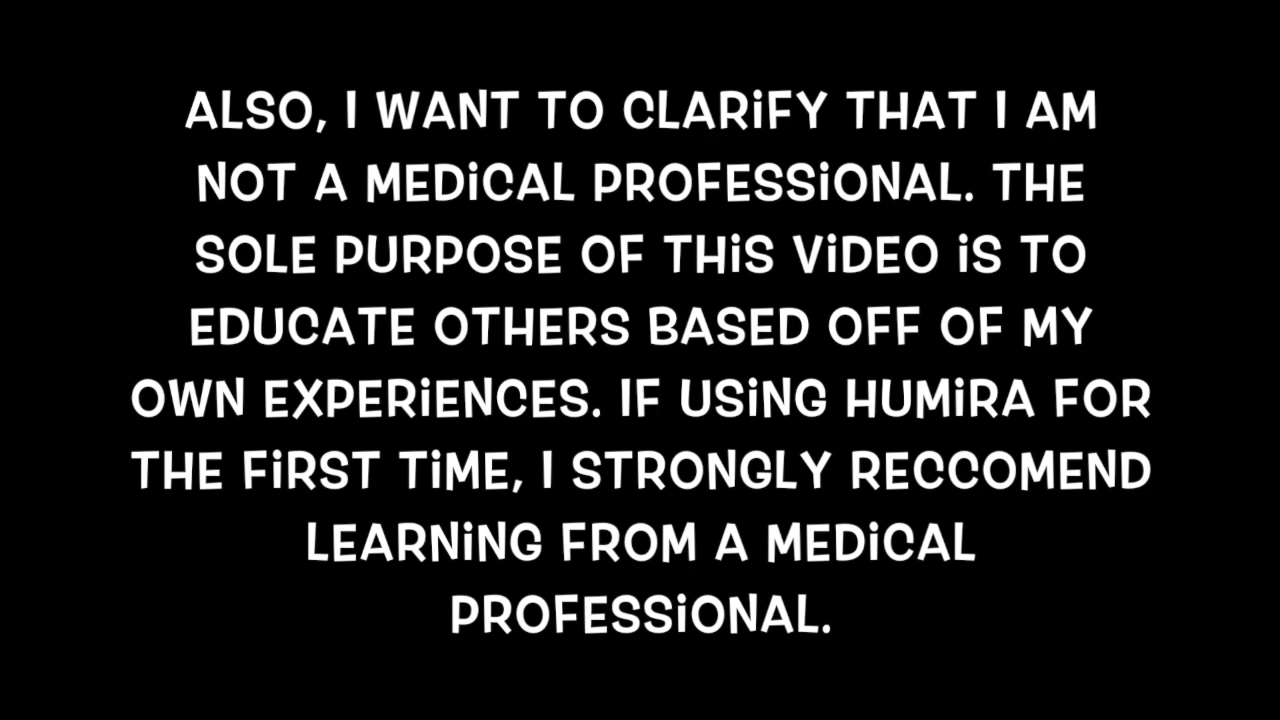 ALSO, I WANT TO CLARiFY THAT I AM
NOT A MEDiCAL PROFESSiONAL. THE
SOLE PURPOSE OF THiS ViDEO iS TO
EDUCATE OTHERS BASED OFF OF MY
OWN EXPERiENCES. IF USiNG HUMiRA FOR
THE FiRST TiME, I STRONGLY RECCOMEND
LEARNiNG FROM A MEDiCAL
PROFESSiONAL.